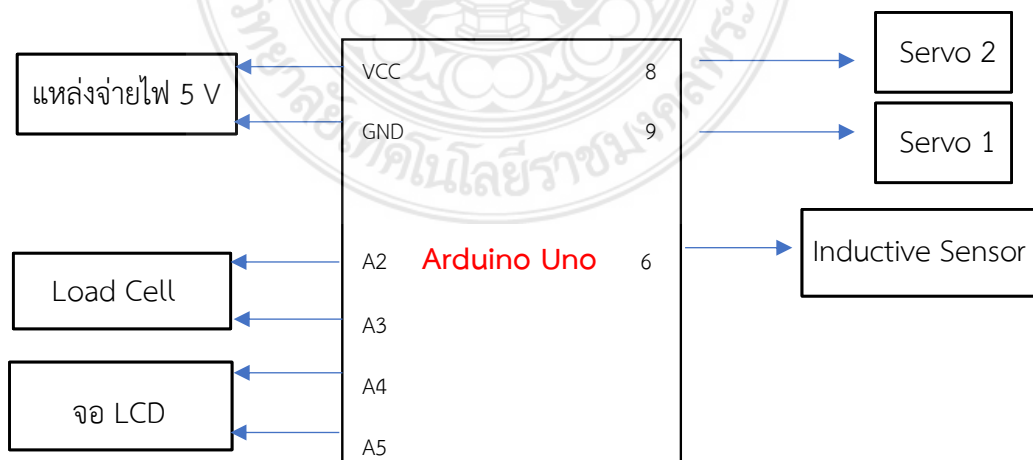 แหล่งจ่ายไฟ 5 V
VCC
GND
8
9
Servo 2
Servo 1
Load Cell
A2
A3
Arduino Uno
6
Inductive Sensor
จอ LCD
A4
A5